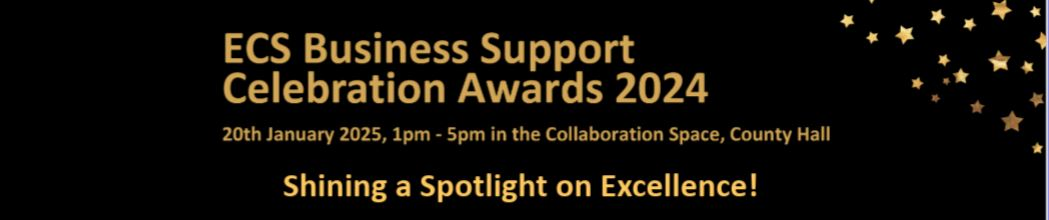 ECS Business Support
Celebration Awards 2024
20th January 2025, 1pm - 5pm in the Collaboration Space, County Hall
Shining a Spotlight on Excellence!